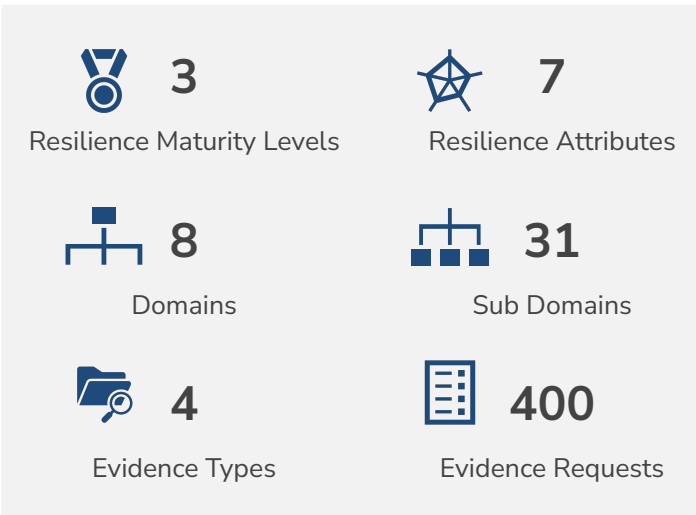 3
7
Resilience Maturity Levels
Resilience Attributes
8
31
Domains
Sub Domains
4
400
Evidence Types
Evidence Requests